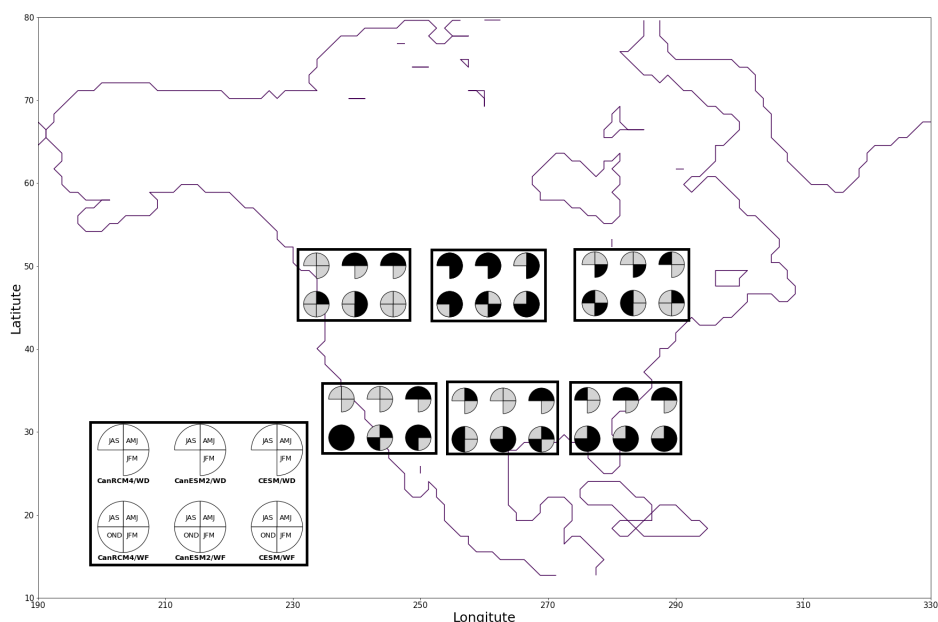 80
70
60
50
40
30
20
10
Latitute
JAS AMJ JAS AMJ JAS AMJ
JFM JFM JFM
CanRCM4/WD CanESM2/WD CESM/WD
JAS AMJ JAS AMJ JAS AMJ
OND JFM OND JFM OND JFM
CanRCM4/WF CanESM2/WF CESM/WF
190 210 230 250 270 290 310 330
Longitute